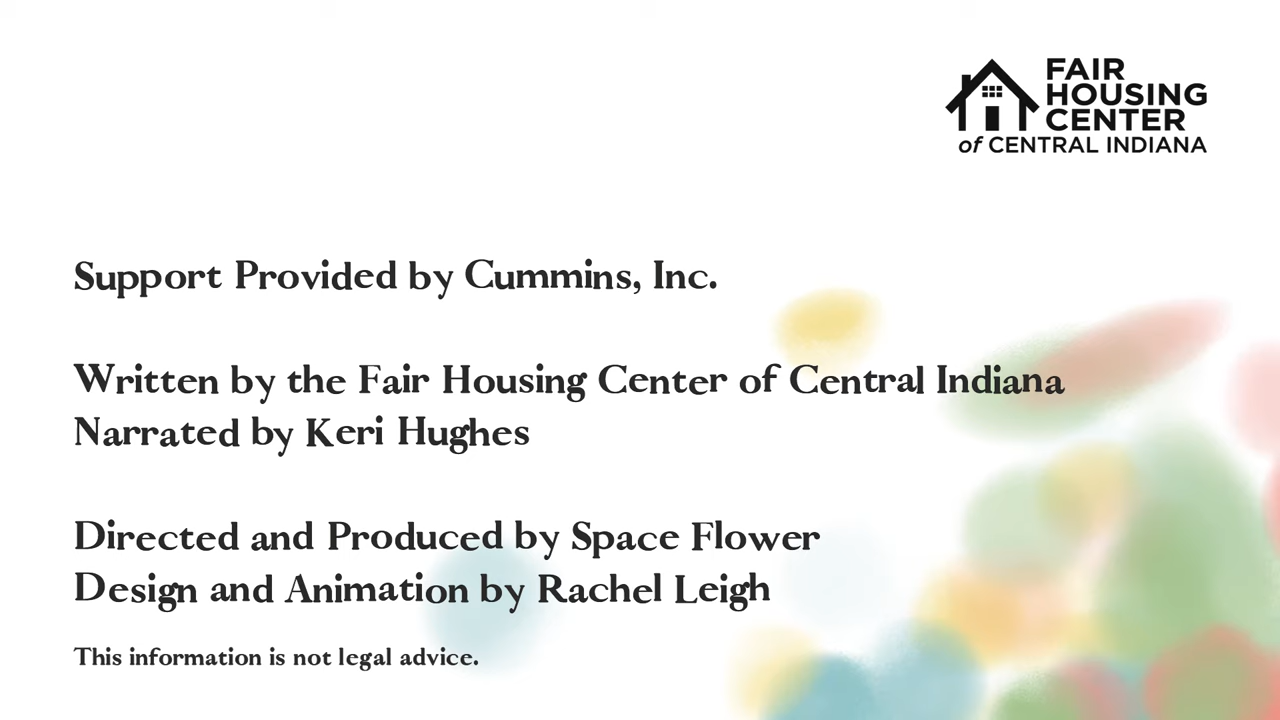 FAIR
HOUSING
CENTER
of CENTRAL INDIANA
Support Provided by Cummins, Inc.
Written by the Fair Housing Center of Central Indiana
Narrated by Keri Hughes
Directed and Produced by Space Flower
Design and Animation by Rachel Leigh
This information is not legal advice.